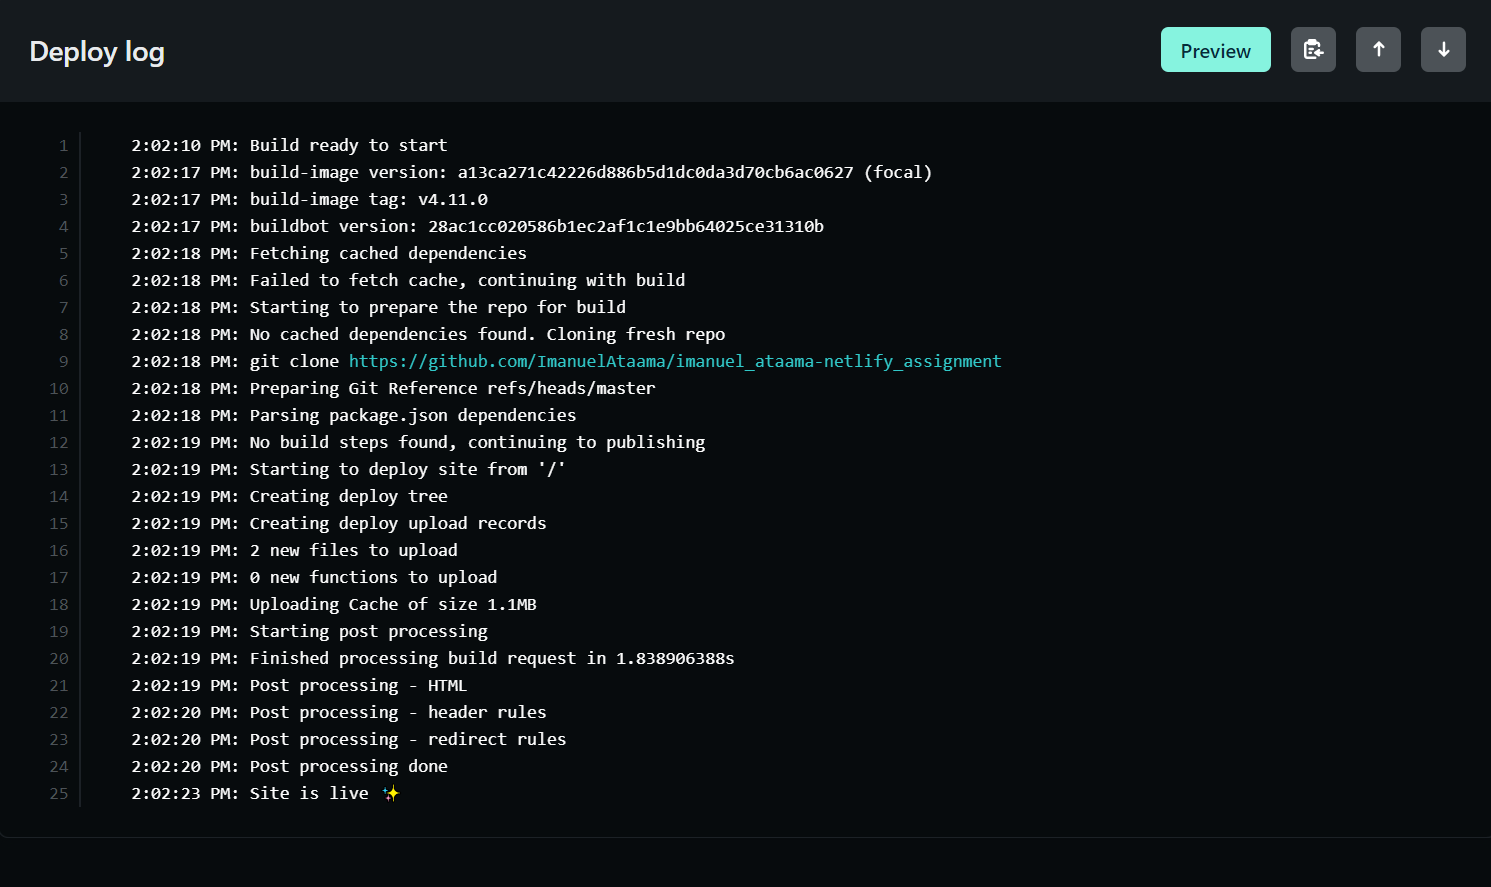 Deploy log
Preview
1 2:02:10 PM: Build ready to start
2 2:02:17 PM: build-image version: a13ca271c42226d886b5d1dc0da3d70cb6ac0627 (focal)
3 2:02:17 PM: build-image tag: v4.11.0
4 2:02:17 PM: buildbot version: 28ac1cc020586b1ec2af1c1e9bb64025ce31310b
5 2:02:18 PM: Fetching cached dependencies
6 2:02:18 PM: Failed to fetch cache, continuing with build
7 2:02:18 PM: Starting to prepare the repo for build
8 2:02:18 PM: No cached dependencies found. Cloning fresh repo
9 2:02:18 PM: git clone https://github.com/ImanuelAtaama/imanuel_ataama-netlify_assignment
10 2:02:18 PM: Preparing Git Reference refs/heads/master
11 2:02:18 PM: Parsing package.json dependencies
12 2:02:19 PM: No build steps found, continuing to publishing
13 2:02:19 PM: Starting to deploy site from '/'
14 2:02:19 PM: Creating deploy tree
15 2:02:19 PM: Creating deploy upload records
16 2:02:19 PM: 2 new files to upload
17 2:02:19 PM: 0 new functions to upload
18 2:02:19 PM: Uploading Cache of size 1.1MB
19 2:02:19 PM: Starting post processing
20 2:02:19 PM: Finished processing build request in 1.838906388s
21 2:02:19 PM: Post processing - HTML
22 2:02:20 PM: Post processing - header rules
23 2:02:20 PM: Post processing - redirect rules
24 2:02:20 PM: Post processing done
25 2:02:23 PM: Site is live ✨